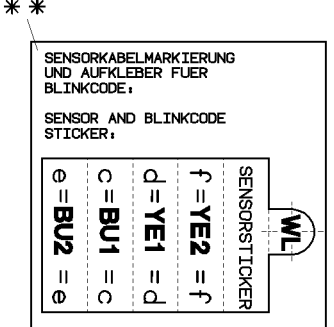 **
SENSORKABELMARKIERUNG
UND AUFKLEBER FUER
BLINKCODE:
SENSOR AND BLINKCODE
STICKER:
WL
SENSORSTICKER
f =YE2 =f
d =YE1 =d
c =BU1 =c
e =BU2 =e